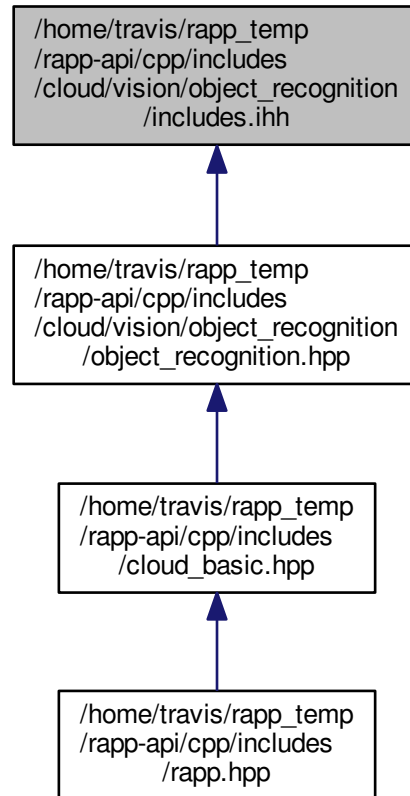 /home/travis/rapp_temp
/rapp-api/cpp/includes
/cloud/vision/object_recognition
/includes.ihh
/home/travis/rapp_temp
/rapp-api/cpp/includes
/cloud/vision/object_recognition
/object_recognition.hpp
/home/travis/rapp_temp
/rapp-api/cpp/includes
/cloud_basic.hpp
/home/travis/rapp_temp
/rapp-api/cpp/includes
/rapp.hpp